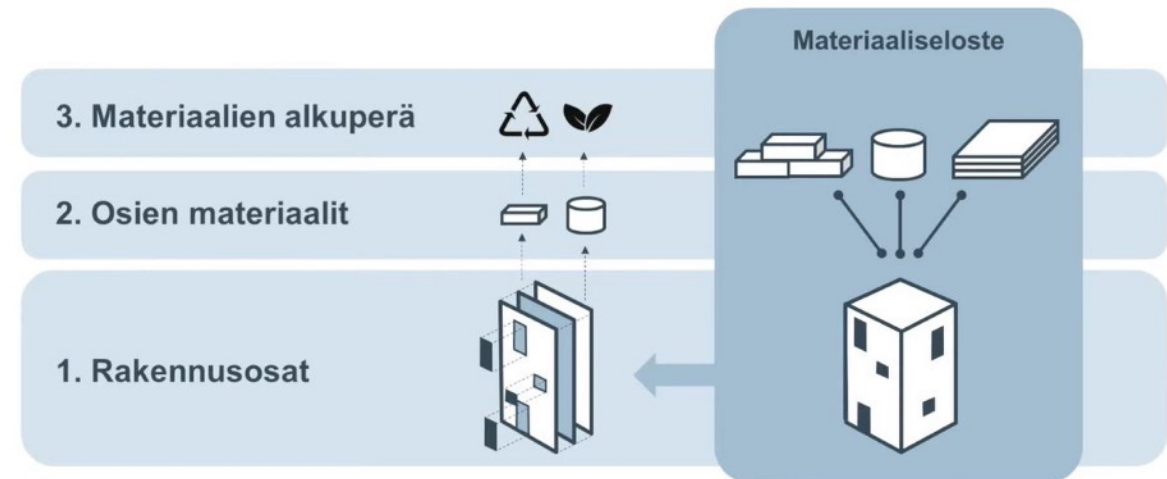 Materiaaliseloste
3. Materiaalien alkuperä
2. Osien materiaalit
1. Rakennusosat